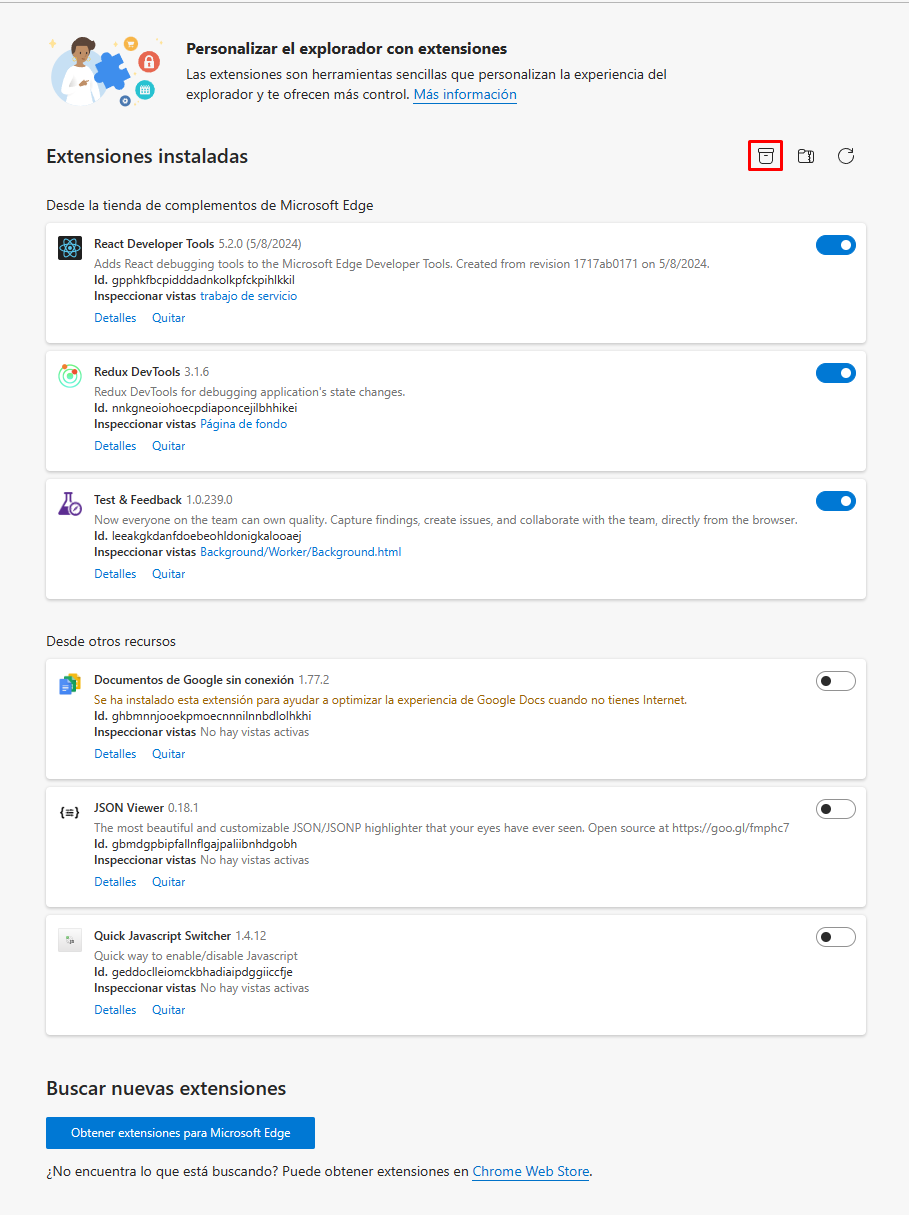 Personalizar el explorador con extensiones
Las extensiones son herramientas sencillas que personalizan la experiencia del
explorador y te ofrecen más control. Más información
Extensiones instaladas
Desde la tienda de complementos de Microsoft Edge
React Developer Tools 5.2.0 (5/8/2024)
Adds React debugging tools to the Microsoft Edge Developer Tools. Created from revision 1717ab0171 on 5/8/2024.
Id. gpphkfbcpidddadnkolkpfckpihlkkil
Inspeccionar vistas trabajo de servicio
Detalles Quitar
Redux DevTools 3.1.6
Redux DevTools for debugging application's state changes.
Id. nnkgneoiohoecpdiaponcejilbhhikei
Inspeccionar vistas Página de fondo
Detalles Quitar
Test & Feedback 1.0.239.0
Now everyone on the team can own quality. Capture findings, create issues, and collaborate with the team, directly from the browser.
Id. leeakgkdanfdoebeohldonigkalooaej
Inspeccionar vistas Background/Worker/Background.html
Detalles Quitar
Desde otros recursos
Documentos de Google sin conexión 1.77.2
Se ha instalado esta extensión para ayudar a optimizar la experiencia de Google Docs cuando no tienes Internet.
Id. ghbmnnjooekpmoecnnnilnnbdlolhkhi
Inspeccionar vistas No hay vistas activas
Detalles Quitar
JSON Viewer 0.18.1
The most beautiful and customizable JSON/JSONP highlighter that your eyes have ever seen. Open source at https://goo.gl/fmphc7
Id. gbmdgpbipfallnflgajpaliibnhdgobh
Inspeccionar vistas No hay vistas activas
Detalles Quitar
Quick Javascript Switcher 1.4.12
Quick way to enable/disable Javascript
Id. geddoclleiomckbhadiaipdggiiccfje
Inspeccionar vistas No hay vistas activas
Detalles Quitar
Buscar nuevas extensiones
Obtener extensiones para Microsoft Edge
¿No encuentra lo que está buscando? Puede obtener extensiones en Chrome Web Store.